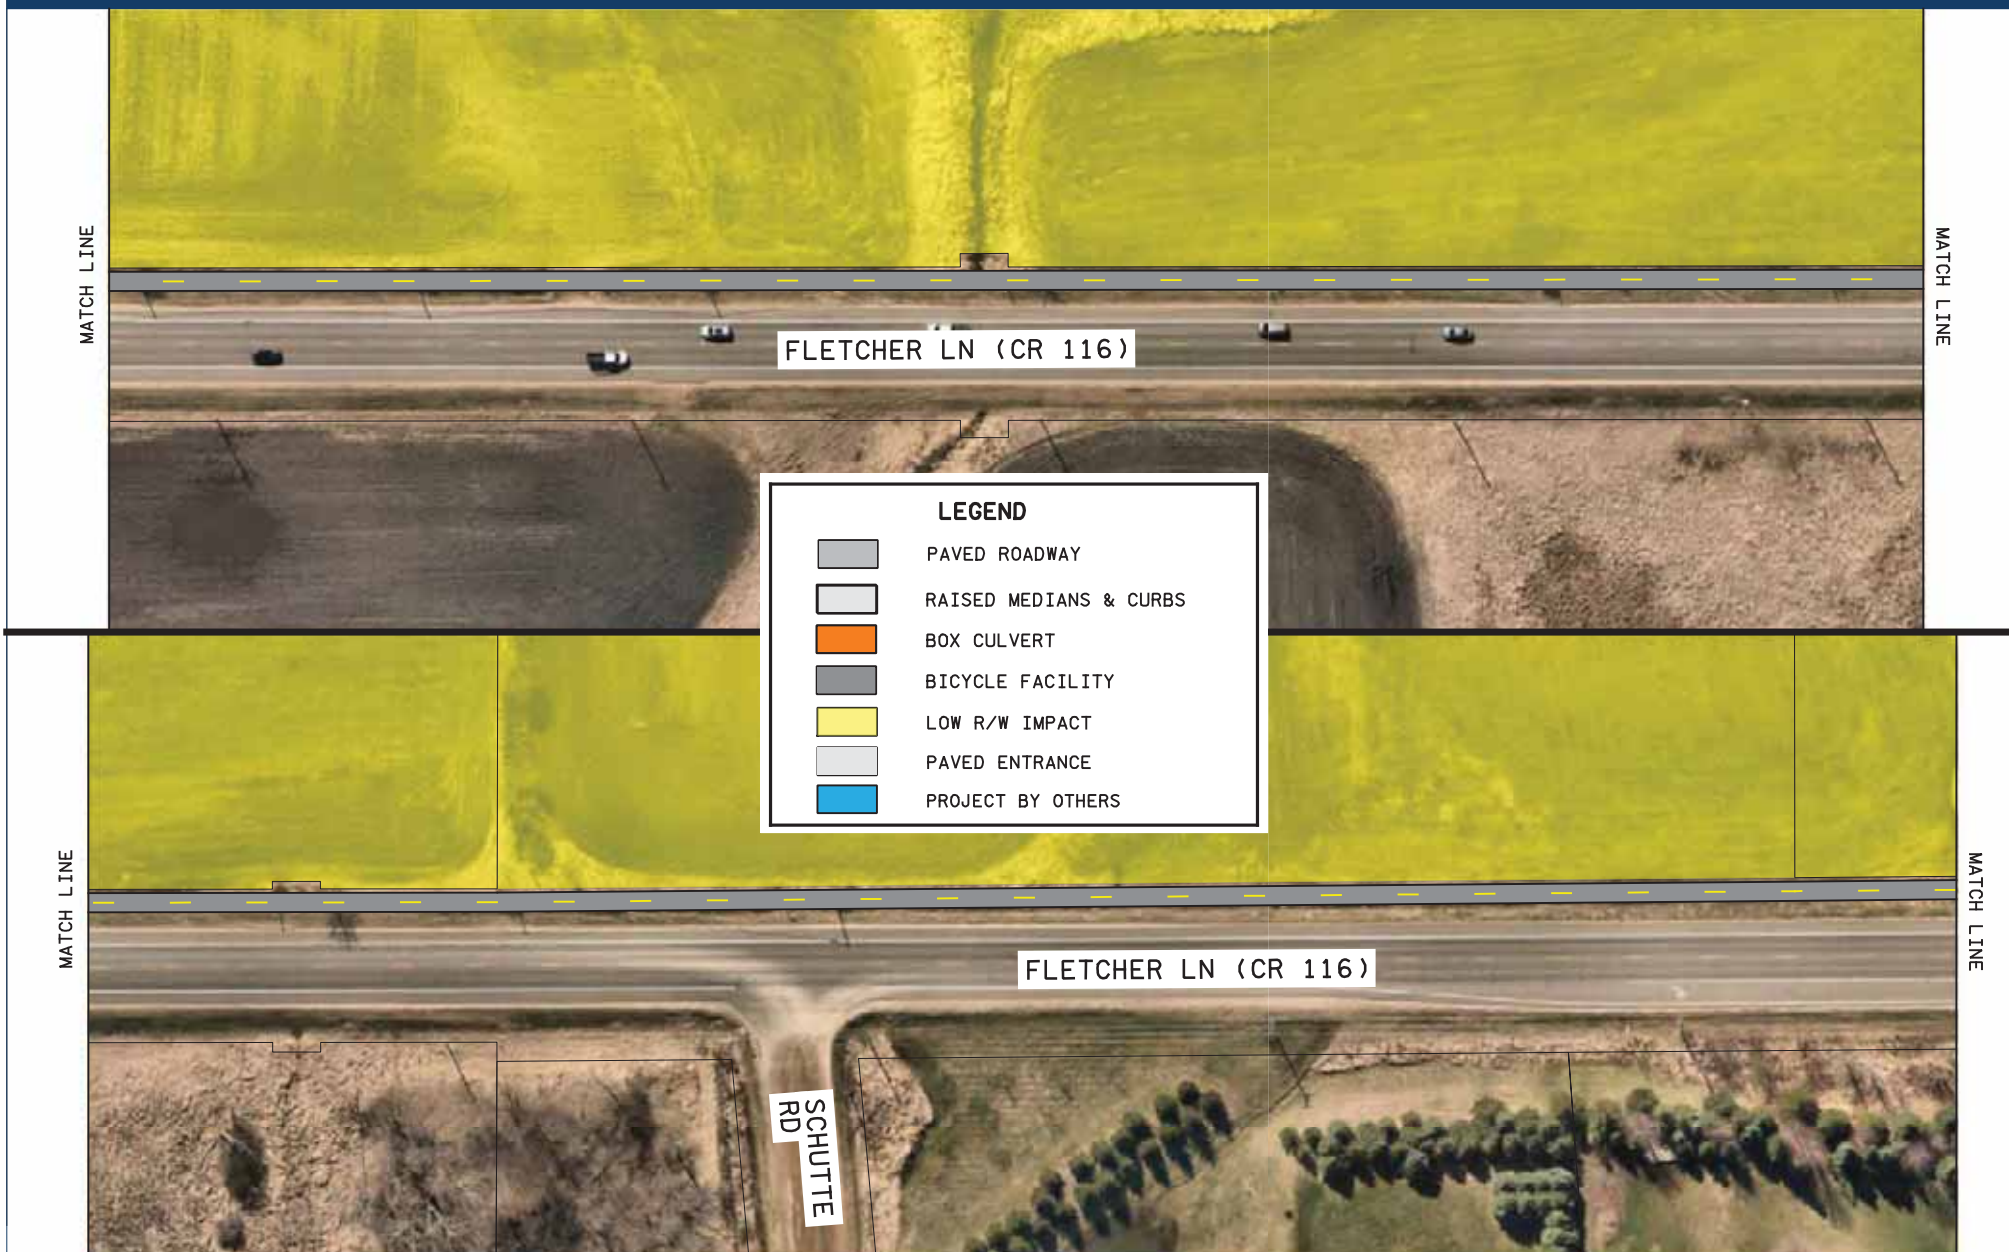 MATCH LINE
MATCH LINE
FLETCHER LN (CR 116)
LEGEND
PAVED ROADWAY
RAISED MEDIANS & CURBS
BOX CULVERT
BICYCLE FACILITY
LOW R/W IMPACT
PAVED ENTRANCE
PROJECT BY OTHERS
MATCH LINE
MATCH LINE
FLETCHER LN (CR 116)
SCHUTTE
RD